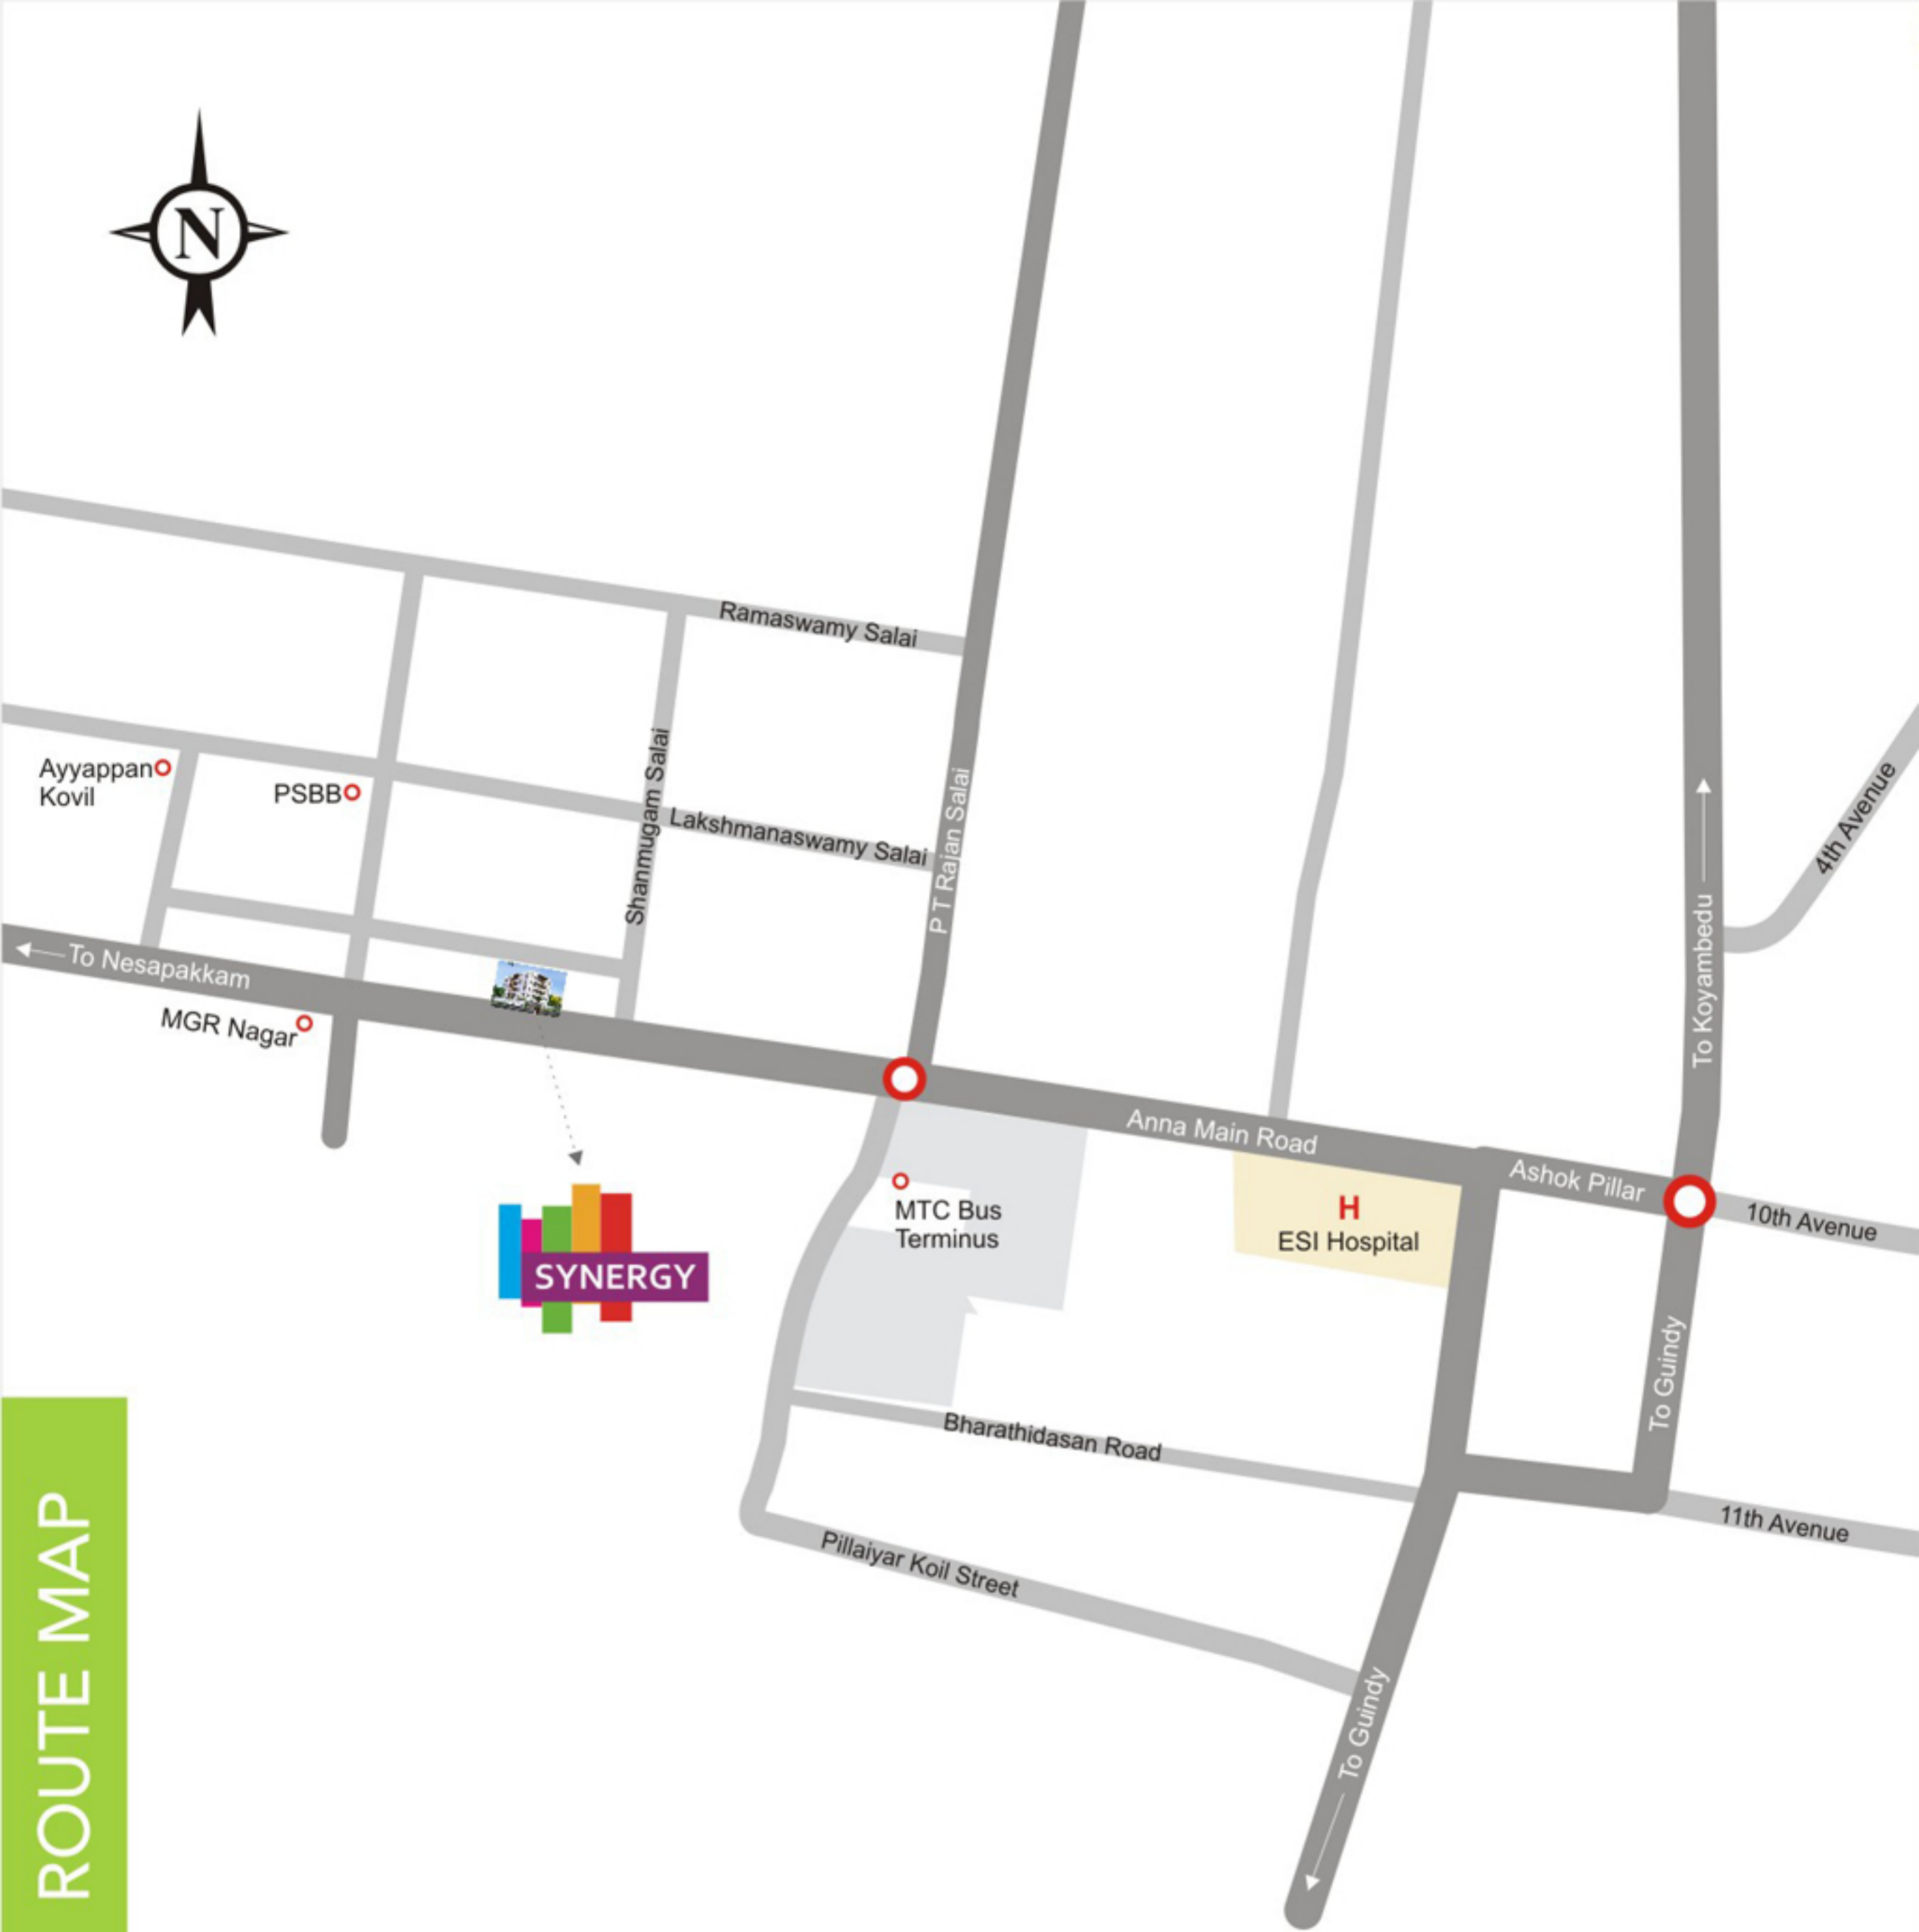 N
Ramaswamy Salai
Shanmugam Salai
Lakshmanaswamy Salai
P T Rajan Salai
Ayyappan
Kovil
PSBB
4th Avenue
To Koyambedu
To Nesapakkam
MGR Nagar
Anna Main Road
Ashok Pillar
10th Avenue
MTC Bus
Terminus
H
ESI Hospital
SYNERGY
To Guindy
Bharathidasan Road
11th Avenue
Pillaiyar Koil Street
To Guindy
ROUTE MAP